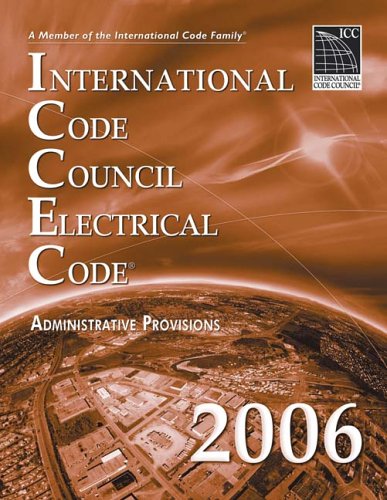 A Member of the International Code Family®
ICC
INTERNATIONAL
CODE COUNCIL®
INTERNATIONAL
CODE
COUNCIL
ELECTRICAL
CODE®
ADMINISTRATIVE PROVISIONS
2006